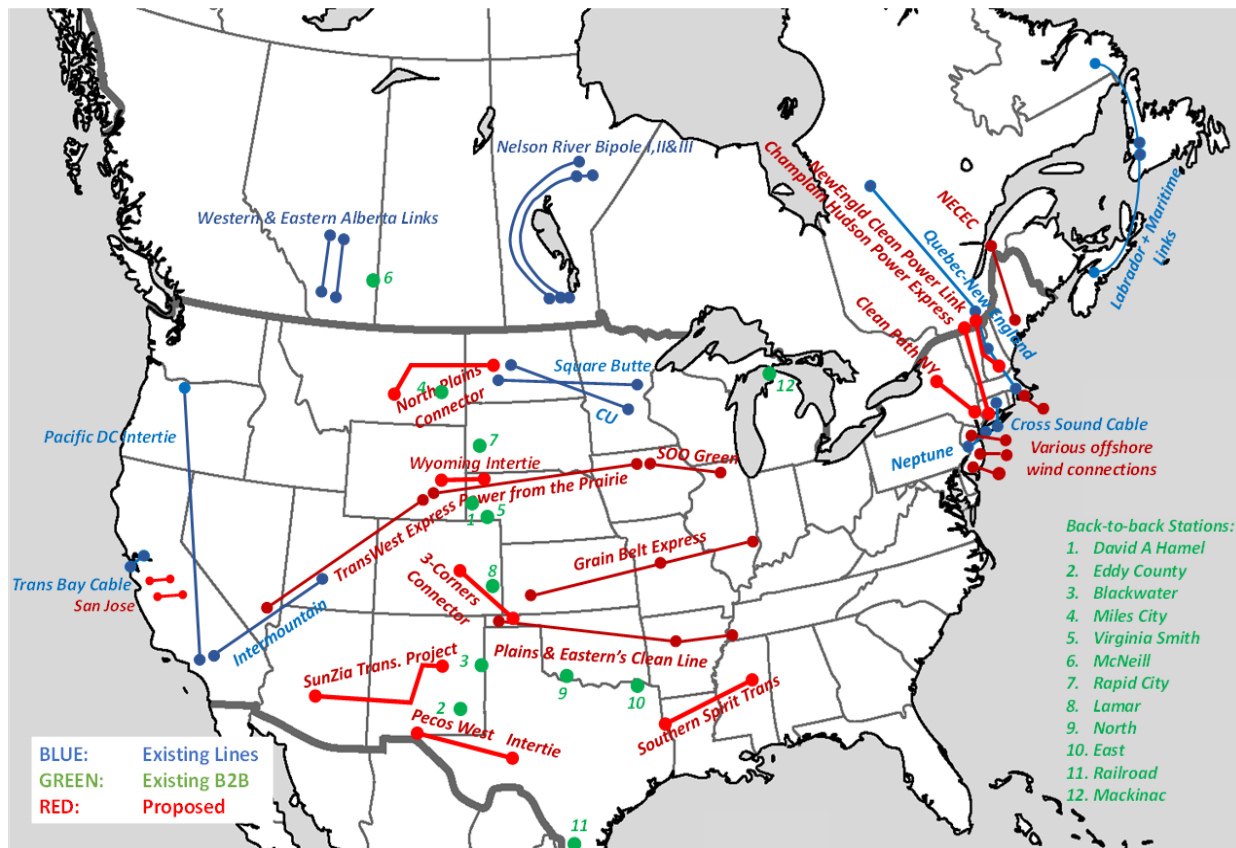 Nelson River Bipole I,II&III
Western & Eastern Alberta Links
6
NewEngld Clean Power Link
Champlain Hudson Power Express
Quebec-New England
NECEC
Labrador + Maritime
Links
Clean Path NY
Square Butte
CU
12
4
North Plains
Connector
Pacific DC Intertie
7
Wyoming Intertie
SOO Green
Cross Sound Cable
Neptune
Various offshore
wind connections
TransWest Express
Power from the Prairie
1
5
Trans Bay Cable
San Jose
Intermountain
3-Corners
Connector
8
Grain Belt Express
Plains & Eastern's Clean Line
SunZia Trans. Project
3
9
10
2
Pecos West Intertie
Southern Spirit Trans
11
Back-to-back Stations:
1. David A Hamel
2. Eddy County
3. Blackwater
4. Miles City
5. Virginia Smith
6. McNeill
7. Rapid City
8. Lamar
9. North
10. East
11. Railroad
12. Mackinac
BLUE: Existing Lines
GREEN: Existing B2B
RED: Proposed